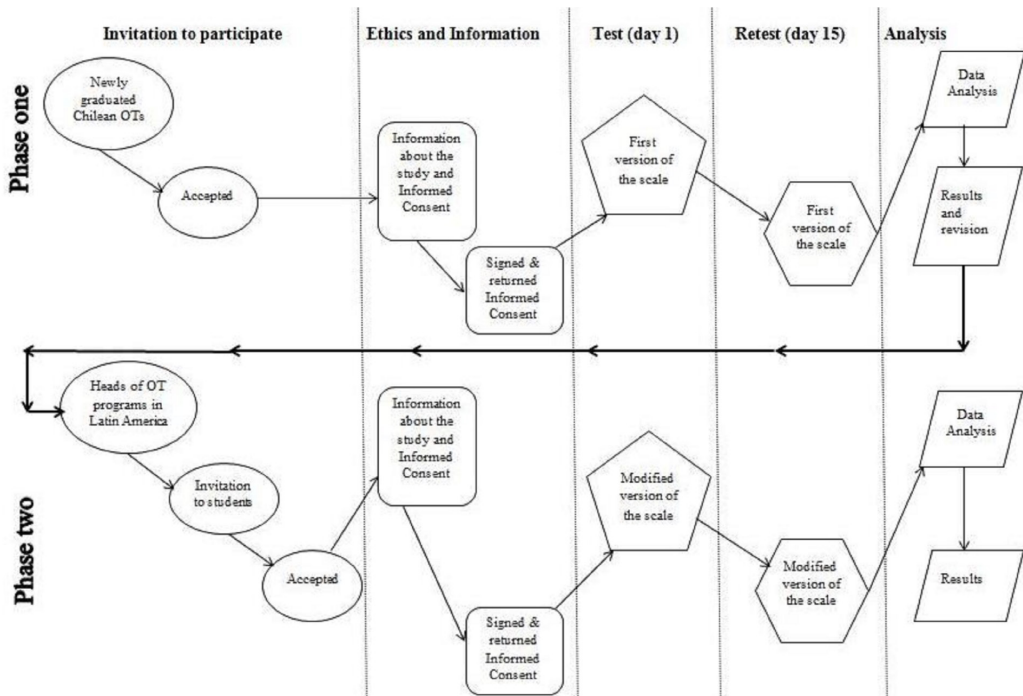 Invitation to participate
Ethics and Information
Test (day 1)
Retest (day 15)
Analysis
Phase one
Newly
graduated
Chilean OTs
Accepted
Information
about the
study and
Informed
Consent
Signed &
returned
Informed
Consent
First
version of
the scale
First
version of
the scale
Data
Analysis
Results
and
revision
Phase two
Heads of OT
programs in
Latin America
Invitation
to students
Accepted
Information
about the
study and
Informed
Consent
Signed &
returned
Informed
Consent
Modified
version of
the scale
Modified
version of
the scale
Data
Analysis
Results